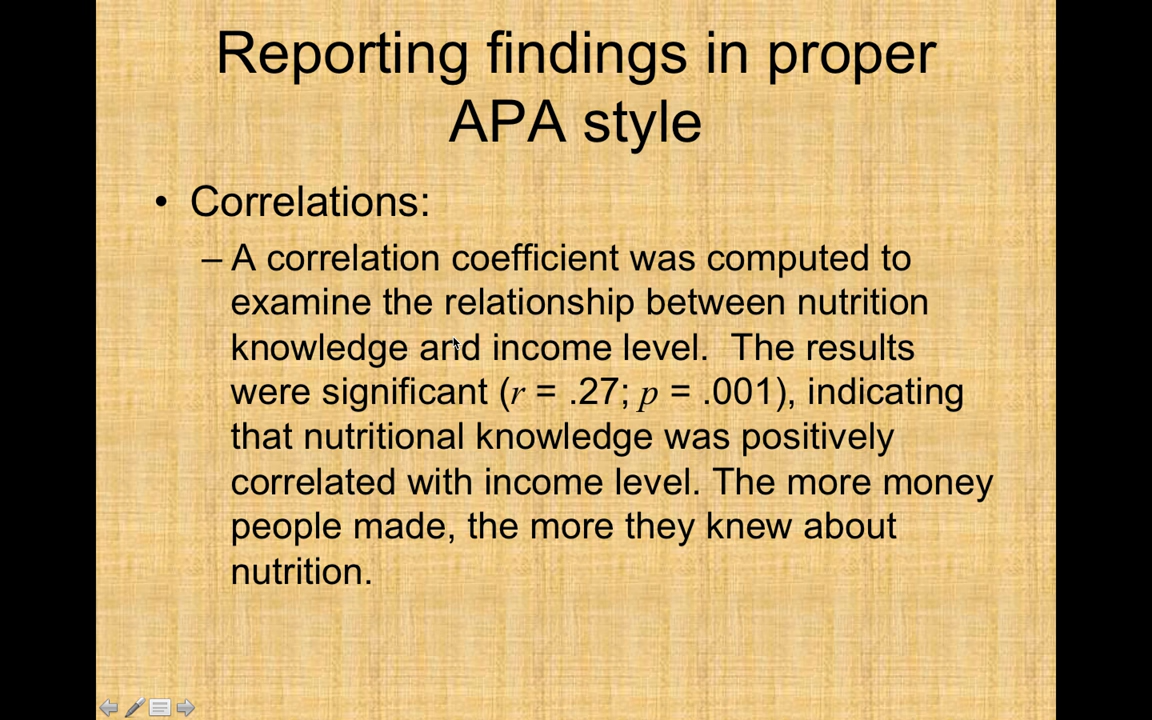 Reporting findings in proper
APA style
• Correlations:
– A correlation coefficient was computed to
examine the relationship between nutrition
knowledge and income level.  The results
were significant (r = .27; p = .001), indicating
that nutritional knowledge was positively
correlated with income level. The more money
people made, the more they knew about
nutrition.